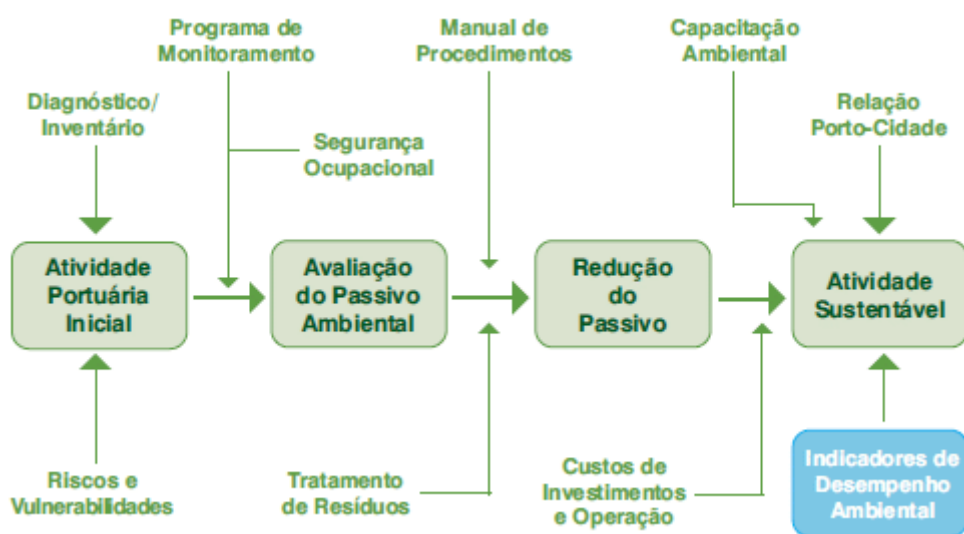 Programa de
Monitoramento
Manual de
Procedimentos
Capacitação
Ambiental
Diagnóstico/
Inventário
Relação
Porto-Cidade
Segurança
Ocupacional
Atividade
Portuária
Inicial
Avaliação
do Passivo
Ambiental
Redução
do
Passivo
Atividade
Sustentável
Riscos e
Vulnerabilidades
Tratamento
de Resíduos
Custos de
Investimentos
e Operação
Indicadores de
Desempenho
Ambiental